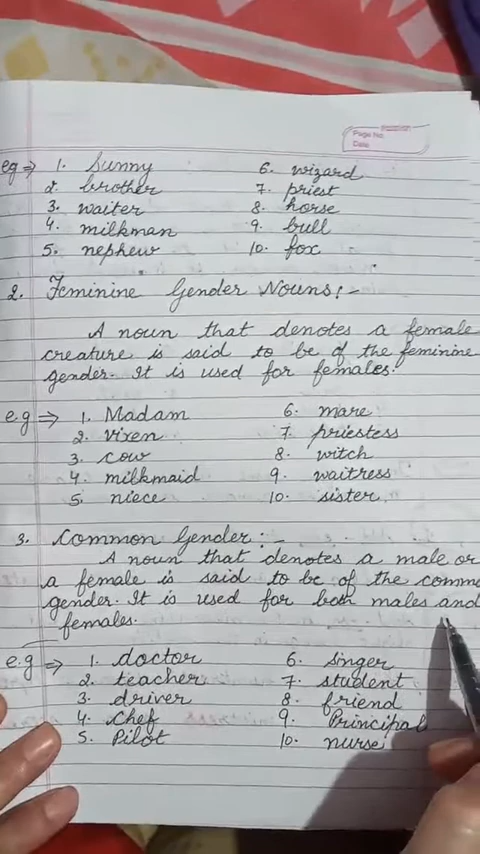 Page No.
Date
eg ⇒ 1. Sunny 6. wizard
2. brother 7. priest
3. waiter 8. horse
4. milkman 9. bull
5. nephew 10. fox
2. Feminine Gender Nouns:-
A noun that denotes a female
creature is said to be of the feminine
gender. It is used for females.
e.g ⇒ 1. Madam 6. mare
2. vixen 7. priestess
3. cow 8. witch
4. milkmaid 9. waitress
5. niece 10. sister
3. Common Gender:-
A noun that denotes a male or
a female is said to be of the comm
gender. It is used for both males and
females.
e.g ⇒ 1. doctor 6. singer
2. teacher 7. student
3. driver 8. friend
4. Chef 9. Principal
5. Pilot 10. nurse